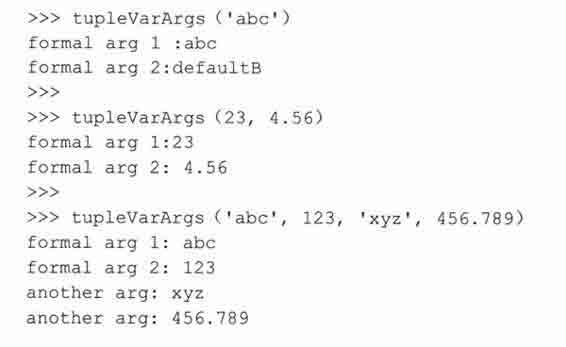 >>> tupleVarArgs('abc')
formal arg 1 :abc
formal arg 2:defaultB
>>>
>>> tupleVarArgs(23, 4.56)
formal arg 1:23
formal arg 2: 4.56
>>>
>>> tupleVarArgs('abc', 123, 'xyz', 456.789)
formal arg 1: abc
formal arg 2: 123
another arg: xyz
another arg: 456.789